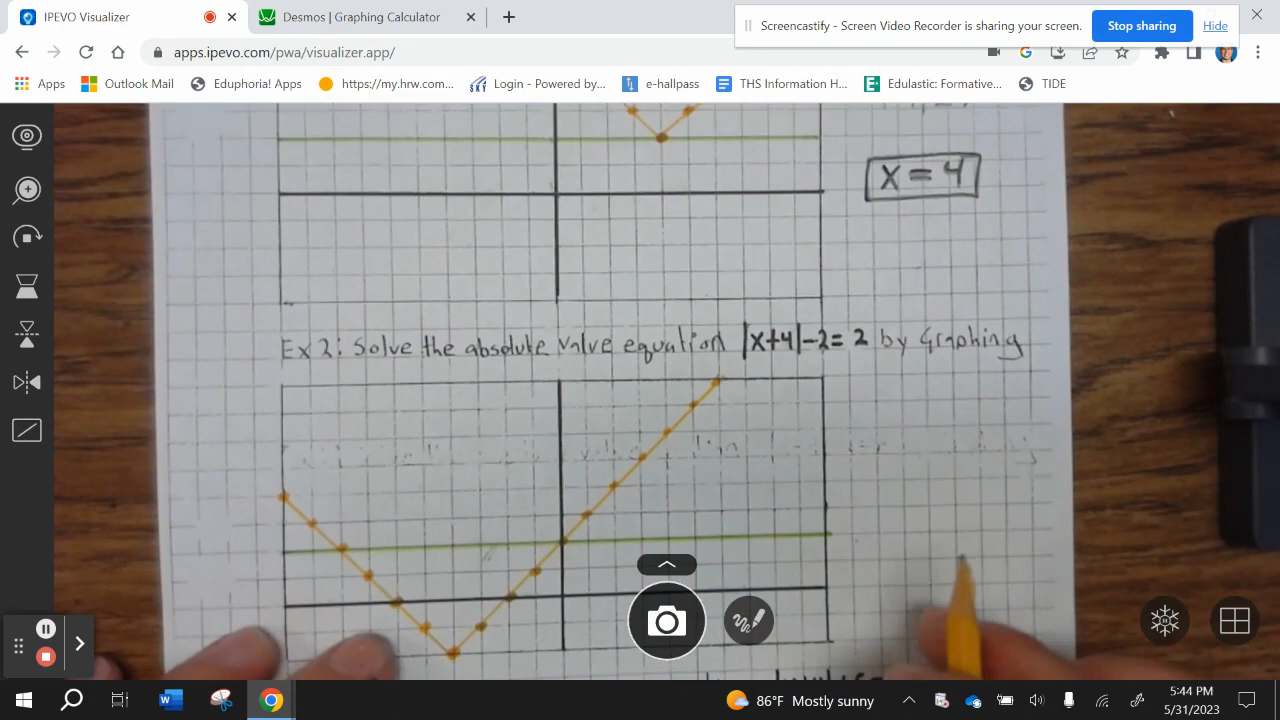 IPEVO Visualizer
Desmos | Graphing Calculator
Screencastify - Screen Video Recorder is sharing your screen.
Stop sharing
Hide
apps.ipevo.com/pwa/visualizer.app/
Apps
Outlook Mail
Eduphoria! App
https://my.hrw.com...
Login - Powered by...
e-hallpass
THS Information H...
Edulastic: Formative...
TIDE
x = 4
Ex 2: Solve the absolute value equation |x+4|-2=2 by Graphing
86°F Mostly sunny
5:44 PM
5/31/2023